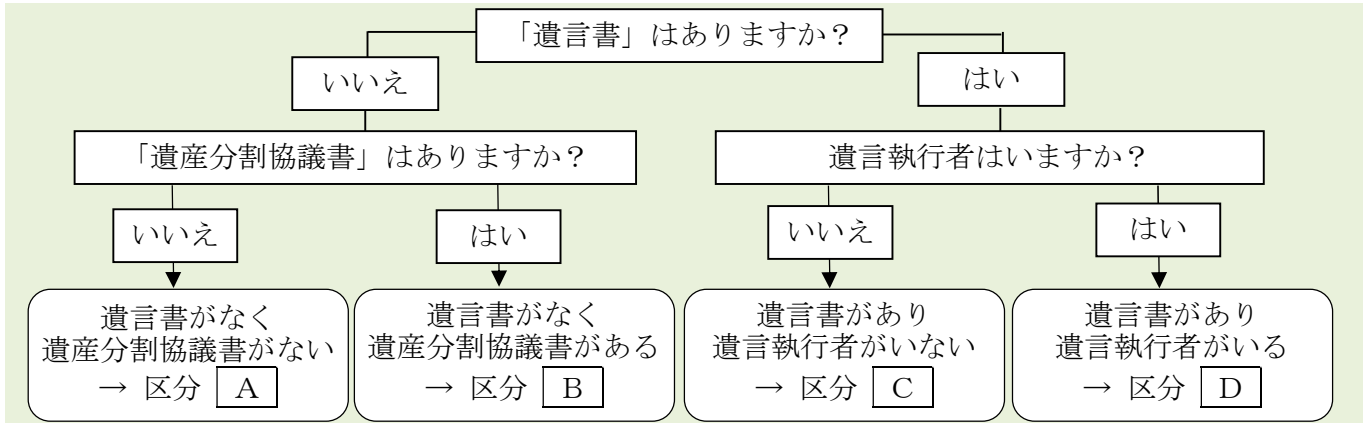 「遺言書」はありますか？
いいえ
はい
「遺産分割協議書」はありますか？
遺言執行者はいますか？
いいえ
はい
いいえ
はい
遺言書がなく
遺産分割協議書がない
→ 区分 A
遺言書がなく
遺産分割協議書がある
→ 区分 B
遺言書があり
遺言執行者がいない
→ 区分 C
遺言書があり
遺言執行者がいる
→ 区分 D